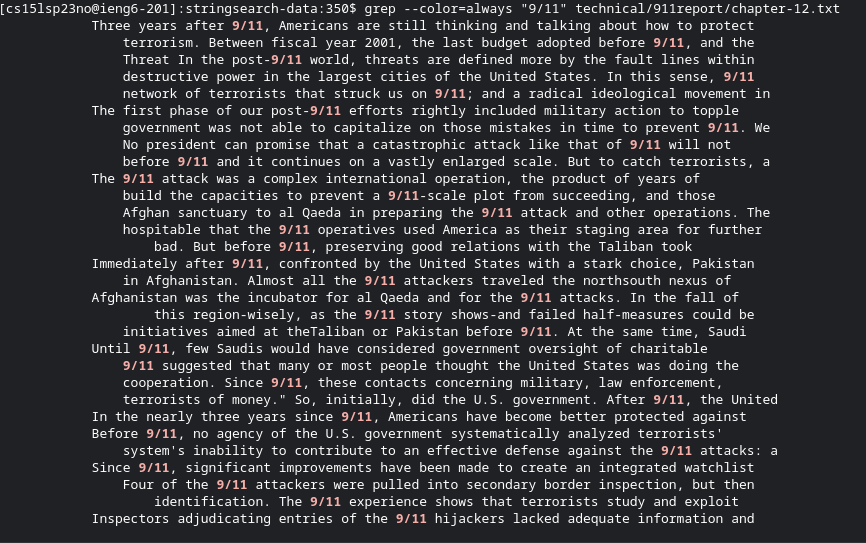 [cs15lsp23no@ieng6-201]:stringsearch-data:350$ grep --color=always "9/11" technical/911report/chapter-12.txt
Three years after 9/11, Americans are still thinking and talking about how to protect
terrorism. Between fiscal year 2001, the last budget adopted before 9/11, and the
Threat In the post-9/11 world, threats are defined more by the fault lines within
destructive power in the largest cities of the United States. In this sense, 9/11
network of terrorists that struck us on 9/11; and a radical ideological movement in
The first phase of our post-9/11 efforts rightly included military action to topple
government was not able to capitalize on those mistakes in time to prevent 9/11. We
No president can promise that a catastrophic attack like that of 9/11 will not
before 9/11 and it continues on a vastly enlarged scale. But to catch terrorists, a
The 9/11 attack was a complex international operation, the product of years of
build the capacities to prevent a 9/11-scale plot from succeeding, and those
Afghan sanctuary to al Qaeda in preparing the 9/11 attack and other operations. The
hospitable that the 9/11 operatives used America as their staging area for further
bad. But before 9/11, preserving good relations with the Taliban took
Immediately after 9/11, confronted by the United States with a stark choice, Pakistan
in Afghanistan. Almost all the 9/11 attackers traveled the northsouth nexus of
Afghanistan was the incubator for al Qaeda and for the 9/11 attacks. In the fall of
this region-wisely, as the 9/11 story shows-and failed half-measures could be
initiatives aimed at theTaliban or Pakistan before 9/11. At the same time, Saudi
Until 9/11, few Saudis would have considered government oversight of charitable
9/11 suggested that many or most people thought the United States was doing the
cooperation. Since 9/11, these contacts concerning military, law enforcement,
terrorists of money." So, initially, did the U.S. government. After 9/11, the United
In the nearly three years since 9/11, Americans have become better protected against
Before 9/11, no agency of the U.S. government systematically analyzed terrorists'
system's inability to contribute to an effective defense against the 9/11 attacks: a
Since 9/11, significant improvements have been made to create an integrated watchlist
Four of the 9/11 attackers were pulled into secondary border inspection, but then
identification. The 9/11 experience shows that terrorists study and exploit
Inspectors adjudicating entries of the 9/11 hijackers lacked adequate information and